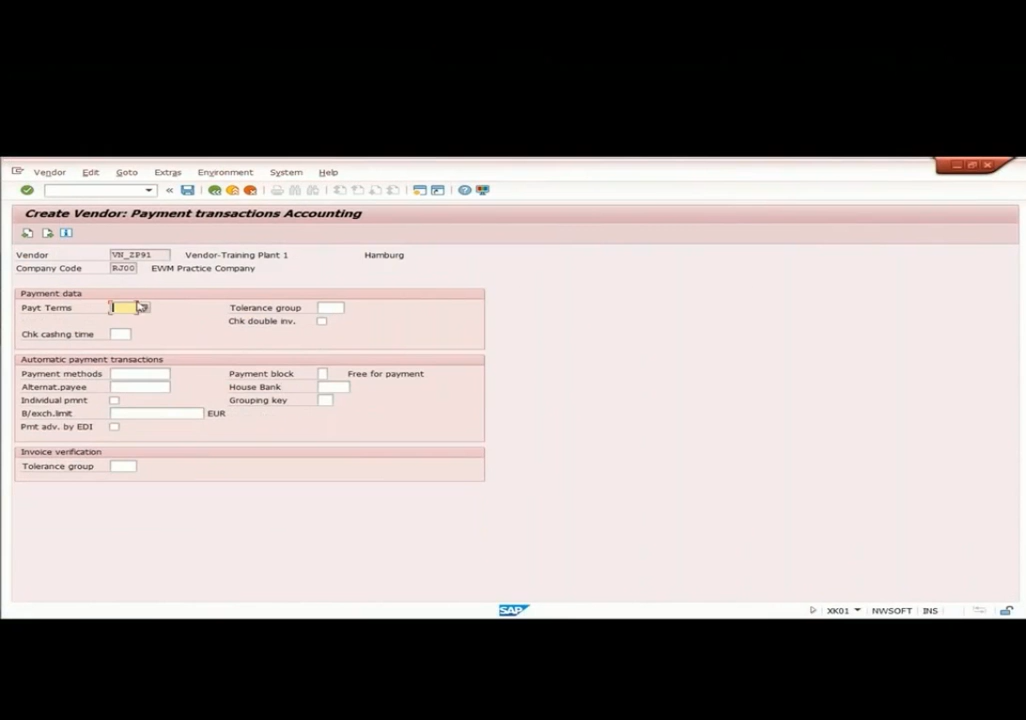 Vendor Edit Goto Extras Environment System Help
Create Vendor: Payment transactions Accounting
Vendor VN_ZP91 Vendor-Training Plant 1 Hamburg
Company Code RJ00 EWM Practice Company
Payment data
Payt Terms Tolerance group
Chk double inv.
Chk cashng time
Automatic payment transactions
Payment methods Payment block Free for payment
Alternat.payee House Bank
Individual pmnt Grouping key
B/exch.limit EUR
Pmt adv. by EDI
Invoice verification
Tolerance group
SAP XK01 NWSOFT INS